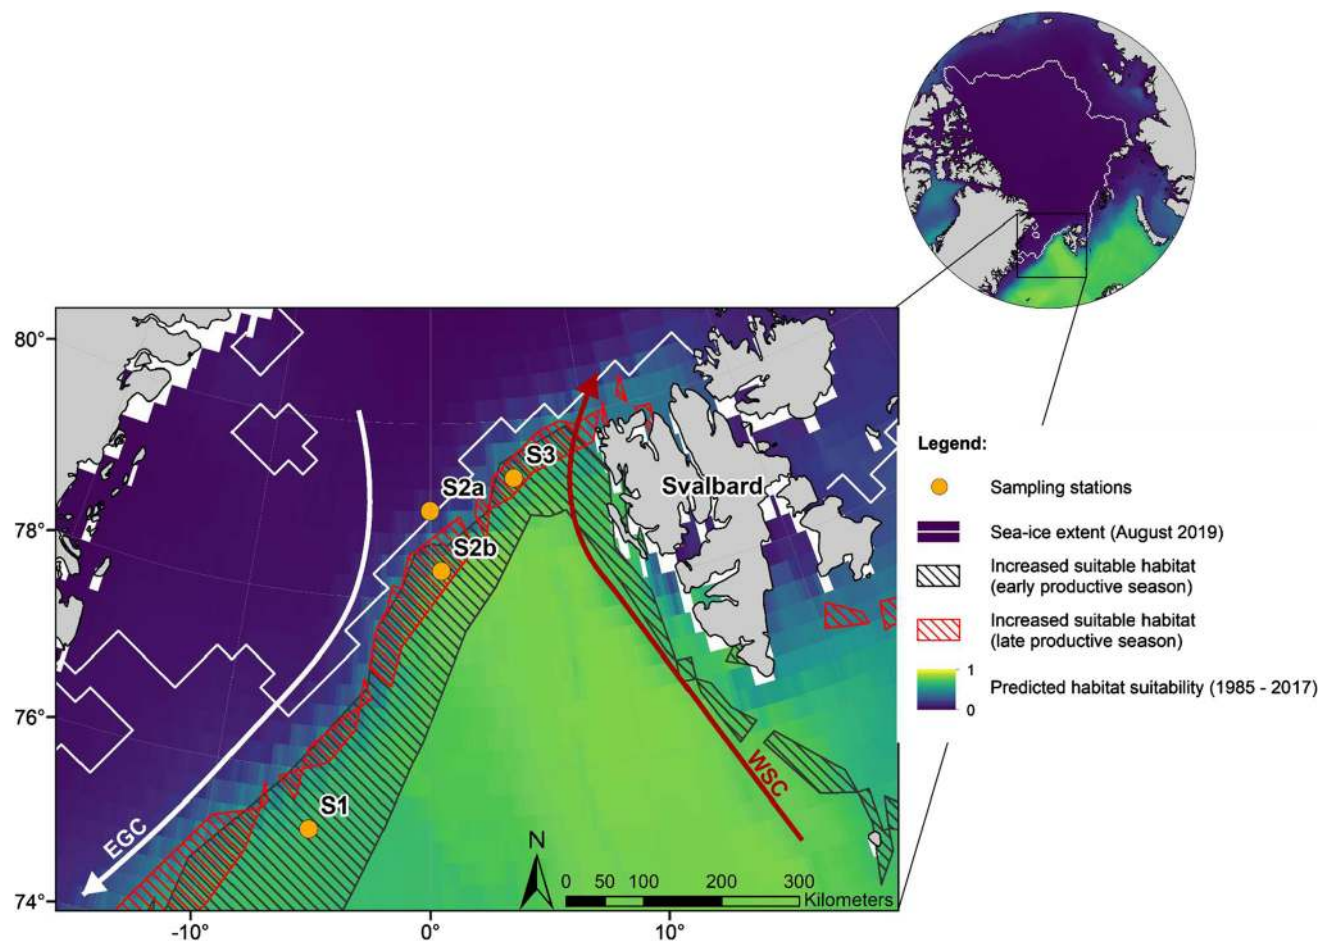 80°
78°
76°
74°
-10°
0°
10°
S3
S2a
S2b
S1
Svalbard
EGC
WSC
N
0 50 100 200 300
Kilometers
Legend:
Sampling stations
Sea-ice extent (August 2019)
Increased suitable habitat
(early productive season)
Increased suitable habitat
(late productive season)
1
0
Predicted habitat suitability (1985 - 2017)